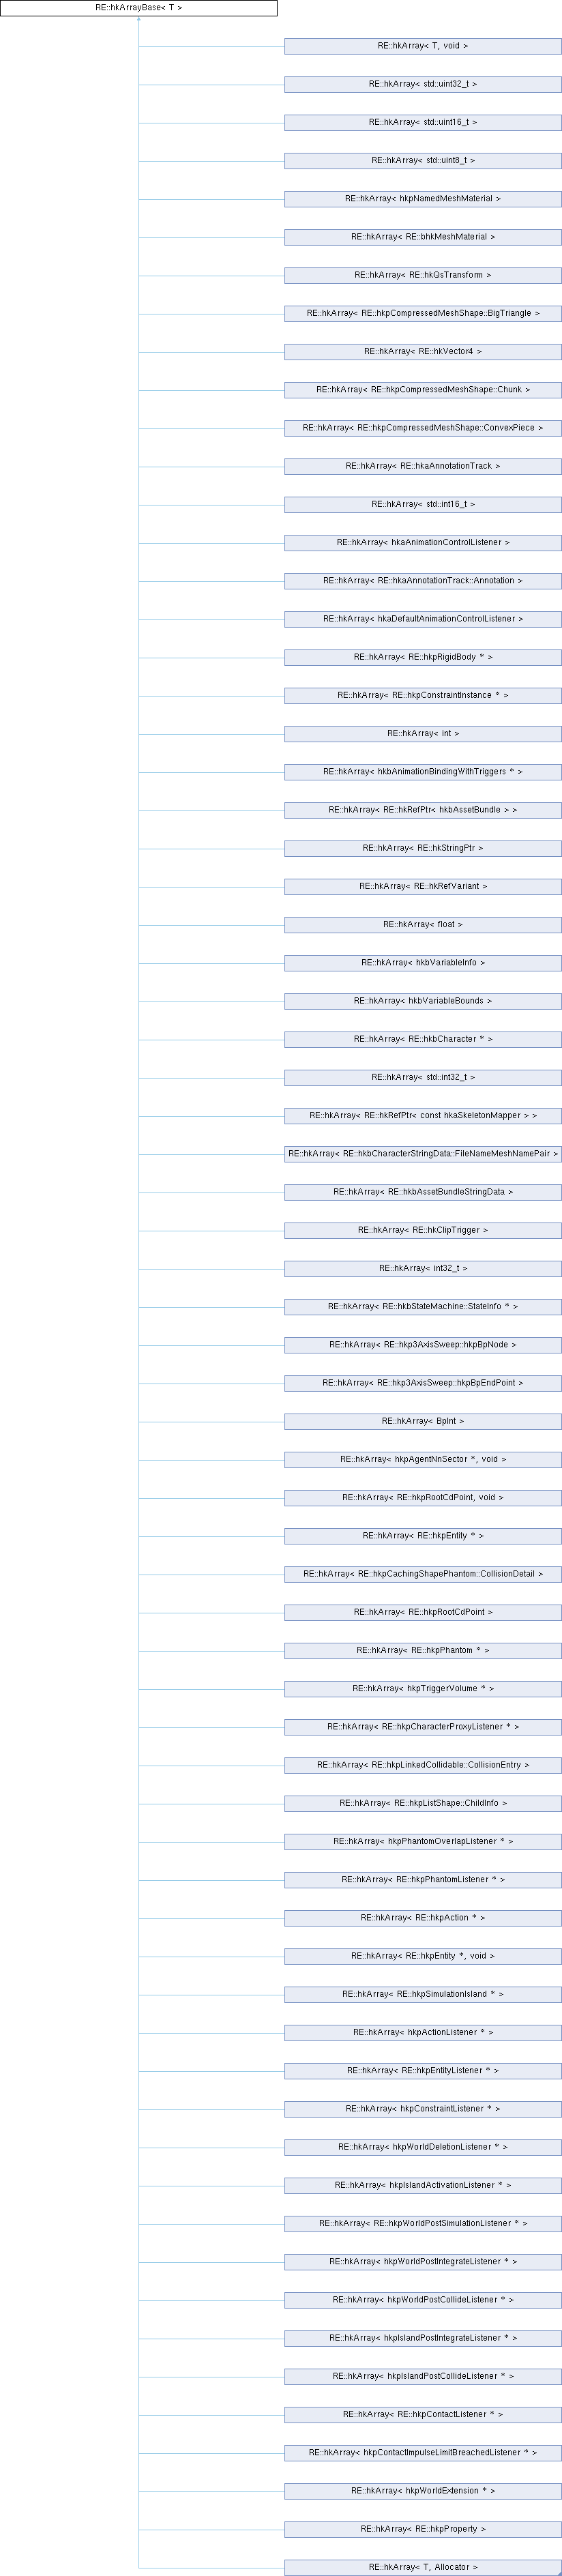 RE::hkArrayBase< T >
RE::hkArray< T, void >
RE::hkArray< std::uint32_t >
RE::hkArray< std::uint16_t >
RE::hkArray< std::uint8_t >
RE::hkArray< hkpNamedMeshMaterial >
RE::hkArray< RE::bhkMeshMaterial >
RE::hkArray< RE::hkQsTransform >
RE::hkArray< RE::hkpCompressedMeshShape::BigTriangle >
RE::hkArray< RE::hkVector4 >
RE::hkArray< RE::hkpCompressedMeshShape::Chunk >
RE::hkArray< RE::hkpCompressedMeshShape::ConvexPiece >
RE::hkArray< RE::hkaAnnotationTrack >
RE::hkArray< std::int16_t >
RE::hkArray< hkaAnimationControlListener >
RE::hkArray< RE::hkaAnnotationTrack::Annotation >
RE::hkArray< hkaDefaultAnimationControlListener >
RE::hkArray< RE::hkpRigidBody * >
RE::hkArray< RE::hkpConstraintInstance * >
RE::hkArray< int >
RE::hkArray< hkbAnimationBindingWithTriggers * >
RE::hkArray< RE::hkRefPtr< hkbAssetBundle > >
RE::hkArray< RE::hkStringPtr >
RE::hkArray< RE::hkRefVariant >
RE::hkArray< float >
RE::hkArray< hkbVariableInfo >
RE::hkArray< hkbVariableBounds >
RE::hkArray< RE::hkbCharacter * >
RE::hkArray< std::int32_t >
RE::hkArray< RE::hkRefPtr< const hkaSkeletonMapper > >
RE::hkArray< RE::hkbCharacterStringData::FileNameMeshNamePair >
RE::hkArray< RE::hkbAssetBundleStringData >
RE::hkArray< RE::hkClipTrigger >
RE::hkArray< int32_t >
RE::hkArray< RE::hkbStateMachine::StateInfo * >
RE::hkArray< RE::hkp3AxisSweep::hkpBpNode >
RE::hkArray< RE::hkp3AxisSweep::hkpBpEndPoint >
RE::hkArray< BpInt >
RE::hkArray< hkpAgentNnSector *, void >
RE::hkArray< RE::hkpRootCdPoint, void >
RE::hkArray< RE::hkpEntity * >
RE::hkArray< RE::hkpCachingShapePhantom::CollisionDetail >
RE::hkArray< RE::hkpRootCdPoint >
RE::hkArray< RE::hkpPhantom * >
RE::hkArray< hkpTriggerVolume * >
RE::hkArray< RE::hkpCharacterProxyListener * >
RE::hkArray< RE::hkpLinkedCollidable::CollisionEntry >
RE::hkArray< RE::hkpListShape::ChildInfo >
RE::hkArray< hkpPhantomOverlapListener * >
RE::hkArray< RE::hkpPhantomListener * >
RE::hkArray< RE::hkpAction * >
RE::hkArray< RE::hkpEntity *, void >
RE::hkArray< RE::hkpSimulationIsland * >
RE::hkArray< hkpActionListener * >
RE::hkArray< RE::hkpEntityListener * >
RE::hkArray< hkpConstraintListener * >
RE::hkArray< hkpWorldDeletionListener * >
RE::hkArray< hkpIslandActivationListener * >
RE::hkArray< RE::hkpWorldPostSimulationListener * >
RE::hkArray< hkpWorldPostIntegrateListener * >
RE::hkArray< hkpWorldPostCollideListener * >
RE::hkArray< hkpIslandPostIntegrateListener * >
RE::hkArray< hkpIslandPostCollideListener * >
RE::hkArray< RE::hkpContactListener * >
RE::hkArray< hkpContactImpulseLimitBreachedListener * >
RE::hkArray< hkpWorldExtension * >
RE::hkArray< RE::hkpProperty >
RE::hkArray< T, Allocator >